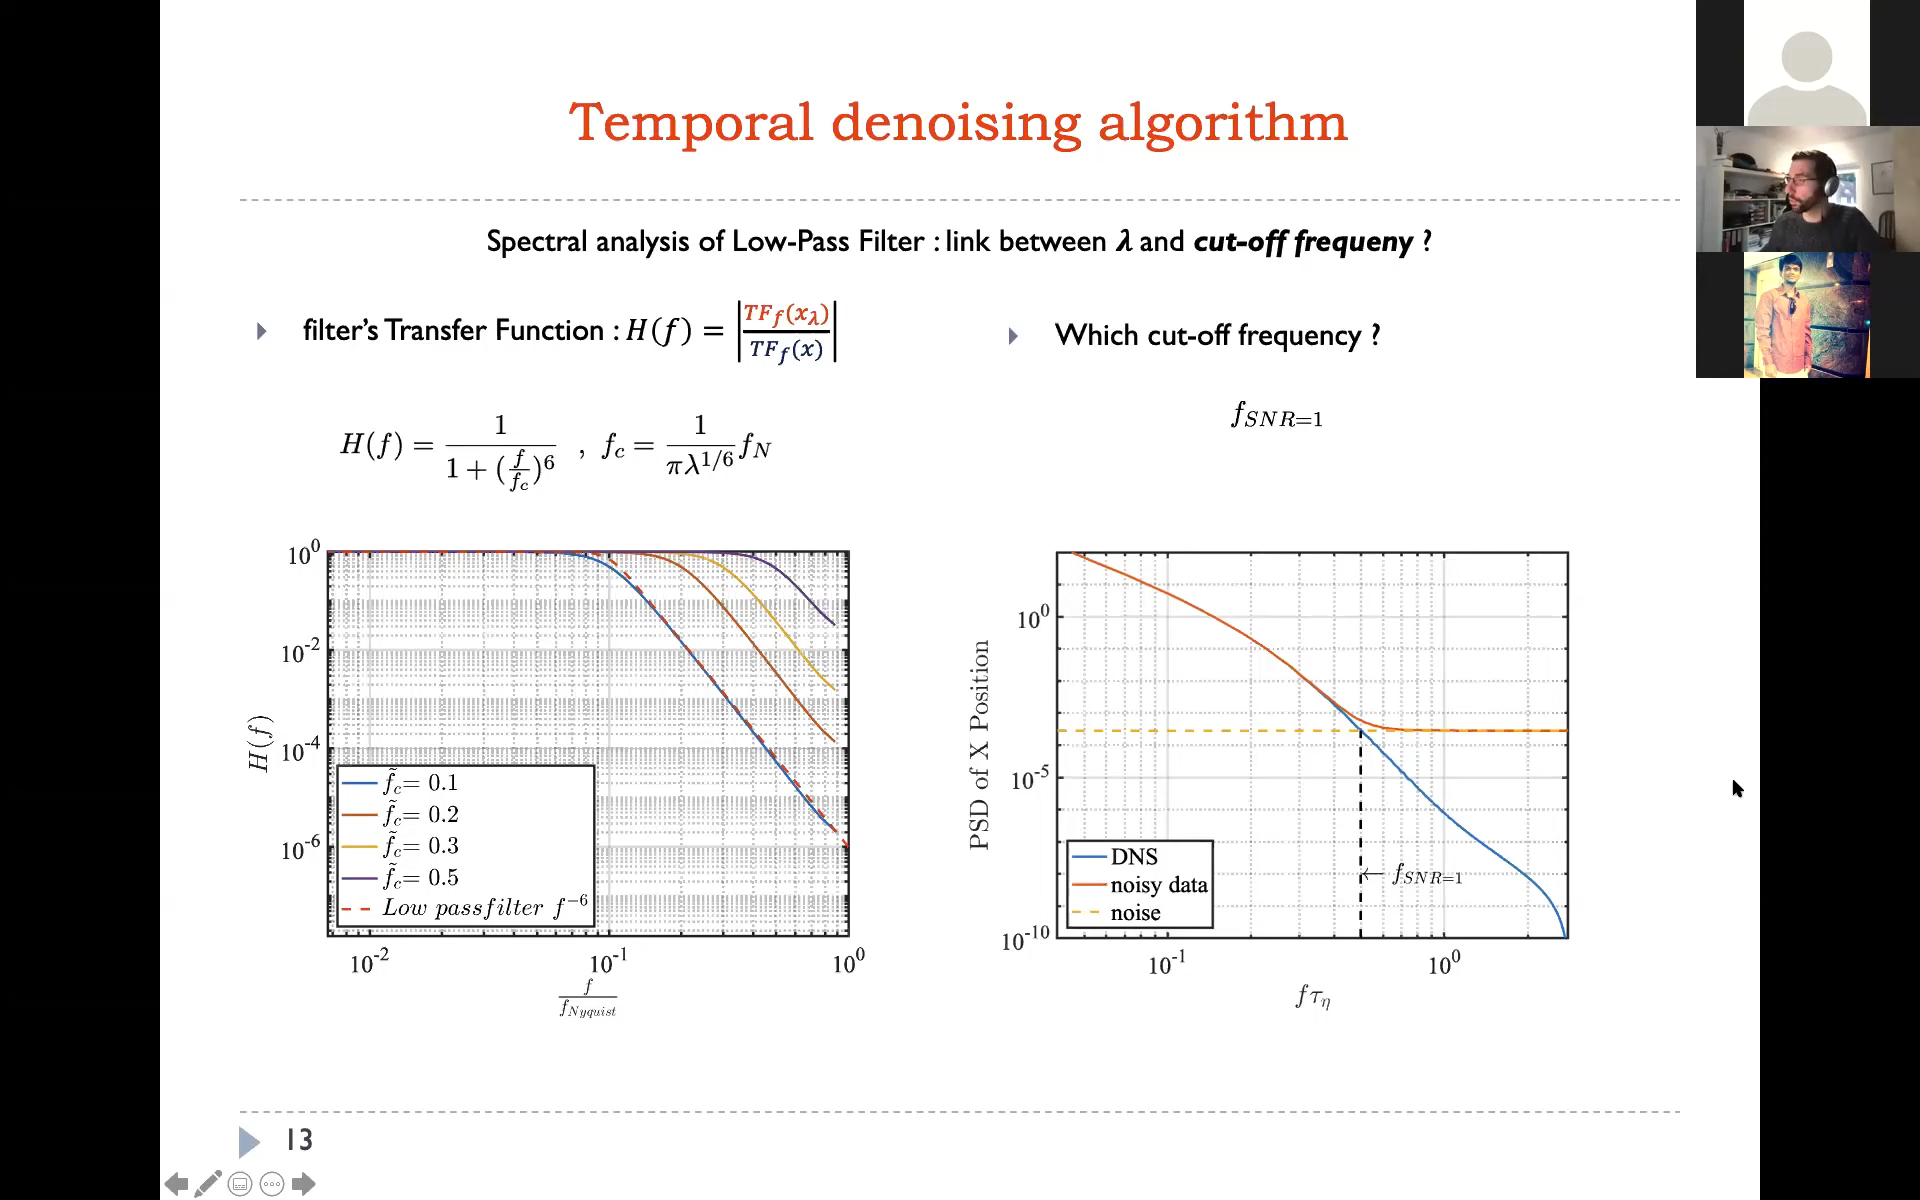 Temporal denoising algorithm
Spectral analysis of Low-Pass Filter : link between λ and cut-off frequeny ?
filter's Transfer Function : H(f) = |TF_f(x_λ) / TF_f(x)|
H(f) = 1 / (1 + (f/f_c)^6) , f_c = 1/(πλ^{1/6}) f_N
10^0
10^-2
10^-4
10^-6
H(f)
f̃_c= 0.1
f̃_c= 0.2
f̃_c= 0.3
f̃_c= 0.5
Low passfilter f^{-6}
10^-2 10^-1 10^0
f / f_Nyquist
Which cut-off frequency ?
f_{SNR=1}
10^0
10^-5
10^-10
PSD of X Position
DNS
noisy data
noise
← f_{SNR=1}
10^-1 10^0
fτ_η
13